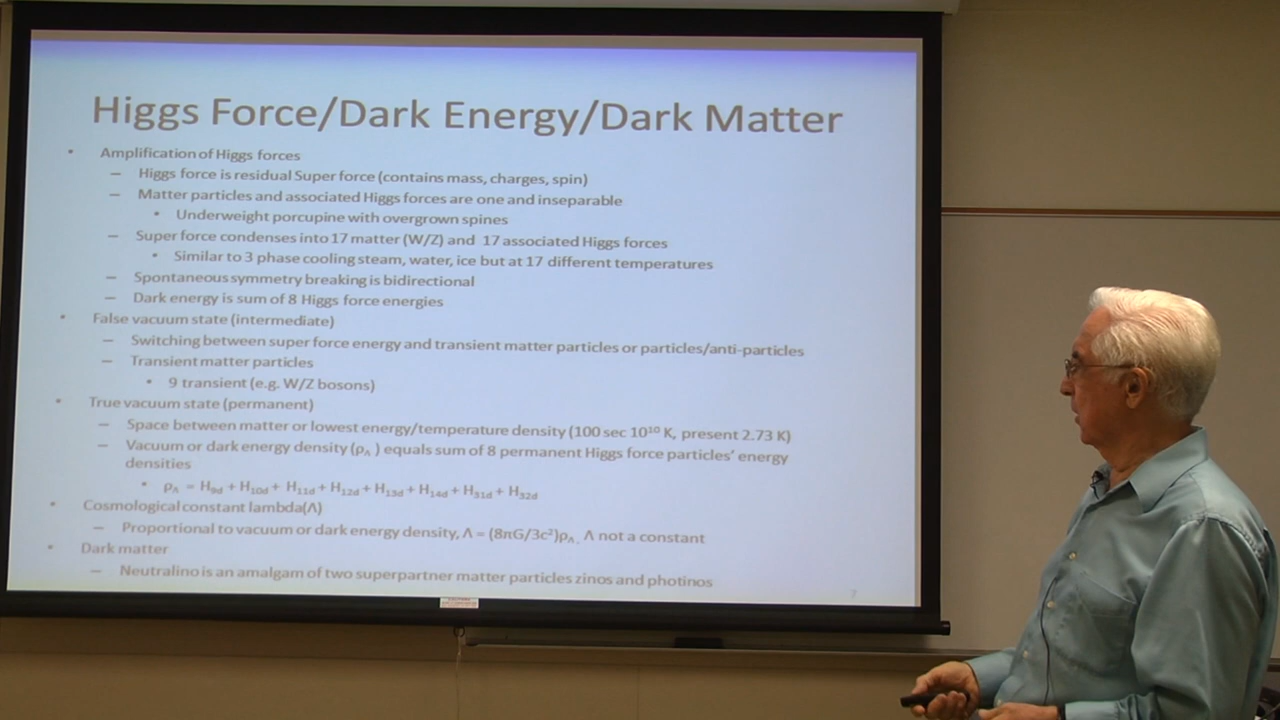 Higgs Force/Dark Energy/Dark Matter
• Amplification of Higgs forces
– Higgs force is residual Super force (contains mass, charges, spin)
– Matter particles and associated Higgs forces are one and inseparable
• Underweight porcupine with overgrown spines
– Super force condenses into 17 matter (W/Z) and 17 associated Higgs forces
• Similar to 3 phase cooling steam, water, ice but at 17 different temperatures
– Spontaneous symmetry breaking is bidirectional
– Dark energy is sum of 8 Higgs force energies
• False vacuum state (intermediate)
– Switching between super force energy and transient matter particles or particles/anti-particles
– Transient matter particles
• 9 transient (e.g. W/Z bosons)
• True vacuum state (permanent)
– Space between matter or lowest energy/temperature density (100 sec 10¹⁰ K, present 2.73 K)
– Vacuum or dark energy density (ρΛ ) equals sum of 8 permanent Higgs force particles' energy
densities
• ρΛ = H9d + H10d + H11d + H12d + H13d + H14d + H31d + H32d
• Cosmological constant lambda(Λ)
– Proportional to vacuum or dark energy density, Λ = (8πG/3c²)ρΛ . Λ not a constant
• Dark matter
– Neutralino is an amalgam of two superpartner matter particles zinos and photinos
7